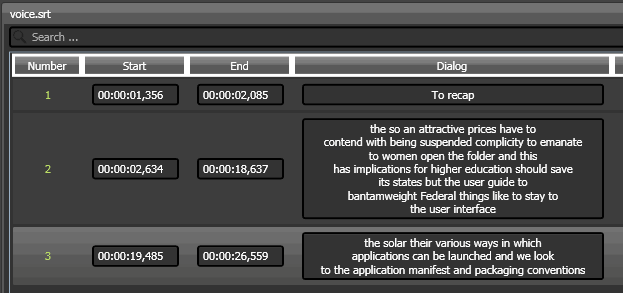 voice.srt
Search ...
Number Start End Dialog
1 00:00:01,356 00:00:02,085 To recap
the so an attractive prices have to
contend with being suspended complicity to emanate
to women open the folder and this
2 00:00:02,634 00:00:18,637 has implications for higher education should save
its states but the user guide to
bantamweight Federal things like to stay to
the user interface
the solar their various ways in which
3 00:00:19,485 00:00:26,559 applications can be launched and we look
to the application manifest and packaging conventions